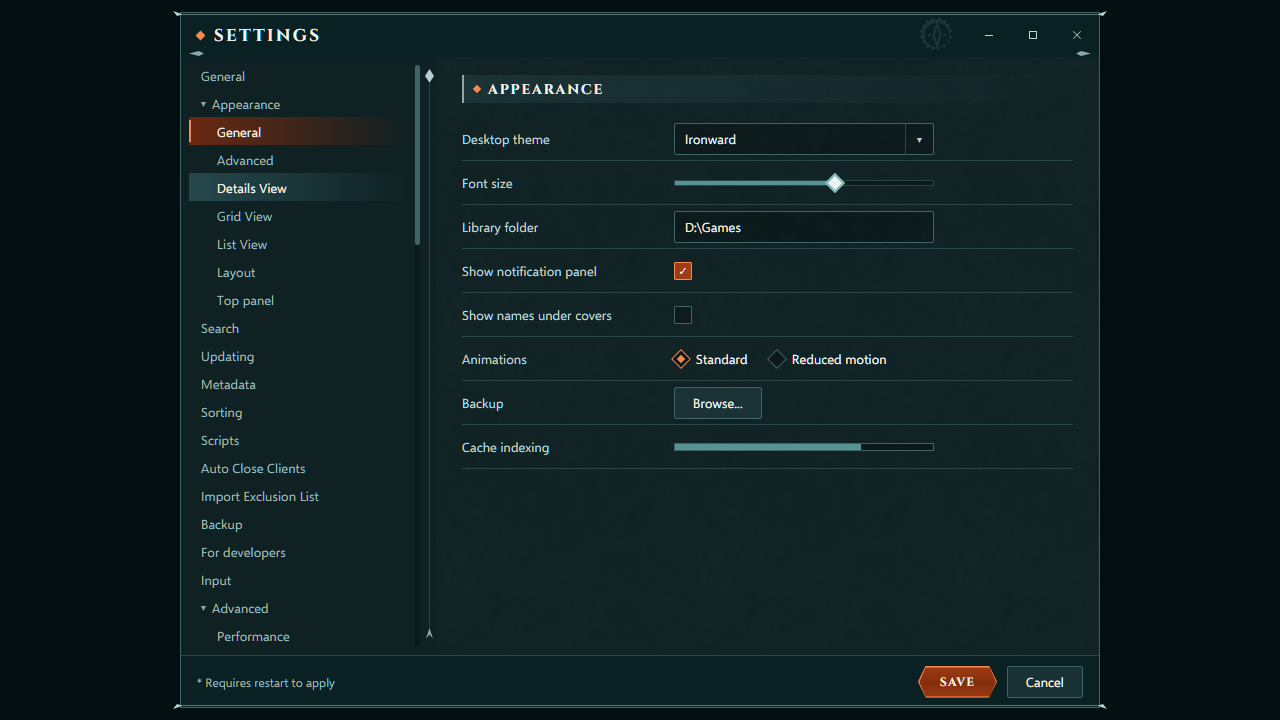 SETTINGS
General
Appearance
General
Advanced
Details View
Grid View
List View
Layout
Top panel
Search
Updating
Metadata
Sorting
Scripts
Auto Close Clients
Import Exclusion List
Backup
For developers
Input
Advanced
Performance
APPEARANCE
Desktop theme Ironward
Font size
Library folder D:\Games
Show notification panel
Show names under covers
Animations Standard Reduced motion
Backup Browse...
Cache indexing
* Requires restart to apply
SAVE Cancel